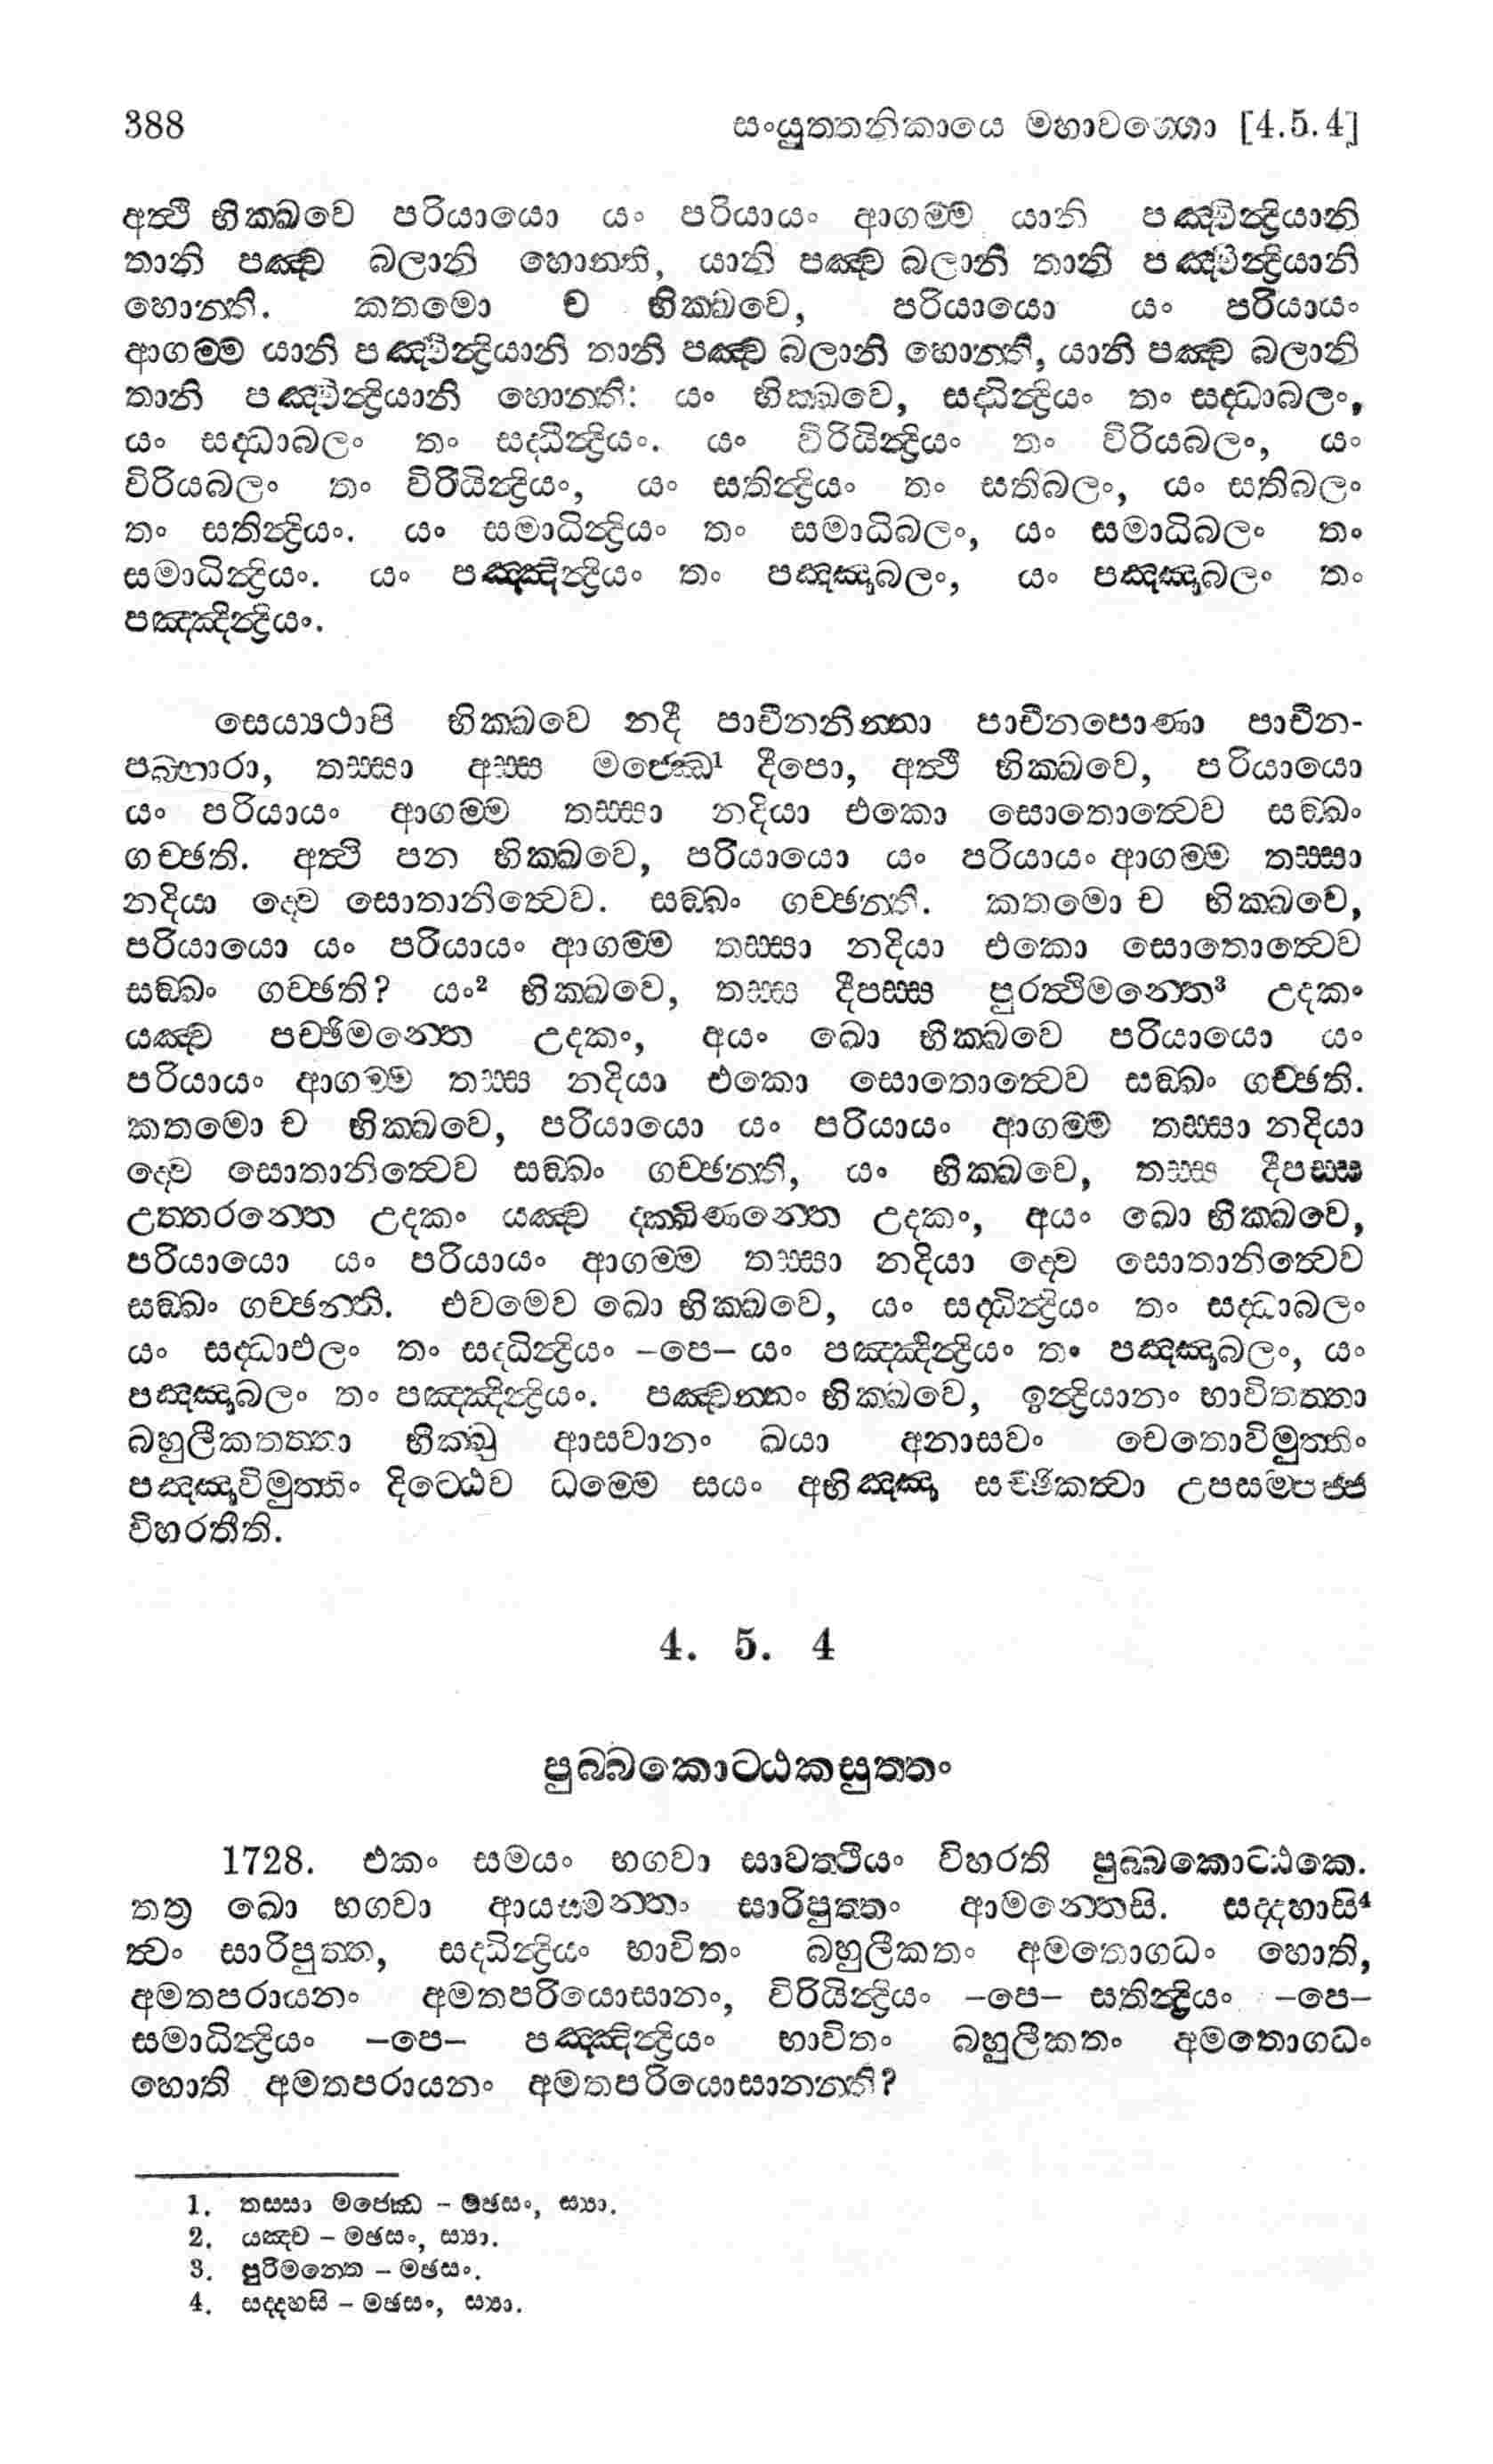 388 සංයුත්තනිකායෙ මහාවග්ගො [4.5.4]
අත්ථි භික්ඛවෙ පරියායො යං පරියායං ආගම්ම යානි පඤ්චින්ද්‍රියානි
තානි පඤ්ච බලානි හොන්ති, යානි පඤ්ච බලානි තානි පඤ්චින්ද්‍රියානි
හොන්ති. කතමො ච භික්ඛවෙ, පරියායො යං පරියායං
ආගම්ම යානි පඤ්චින්ද්‍රියානි තානි පඤ්ච බලානි හොන්ති, යානි පඤ්ච බලානි
තානි පඤ්චින්ද්‍රියානි හොන්ති: යං භික්ඛවෙ, සද්ධින්ද්‍රියං තං සද්ධාබලං,
යං සද්ධාබලං තං සද්ධින්ද්‍රියං. යං විරියින්ද්‍රියං තං විරියබලං, යං
විරියබලං තං විරියින්ද්‍රියං, යං සතින්ද්‍රියං තං සතිබලං, යං සතිබලං
තං සතින්ද්‍රියං. යං සමාධින්ද්‍රියං තං සමාධිබලං, යං සමාධිබලං තං
සමාධින්ද්‍රියං. යං පඤ්ඤින්ද්‍රියං තං පඤ්ඤාබලං, යං පඤ්ඤාබලං තං
පඤ්ඤින්ද්‍රියං.
සෙය්‍යථාපි භික්ඛවෙ නදී පාචීනනින්නා පාචීනපොණා පාචීන-
පබ්භාරා, තස්සා අස්ස මජ්ඣෙ¹ දීපො, අත්ථි භික්ඛවෙ, පරියායො
යං පරියායං ආගම්ම තස්සා නදියා එකො සොතොත්වෙව සඞ්ඛං
ගච්ඡති. අත්ථි පන භික්ඛවෙ, පරියායො යං පරියායං ආගම්ම තස්සා
නදියා ද්වෙ සොතානිත්වෙව. සඞ්ඛං ගච්ඡන්ති. කතමො ච භික්ඛවෙ,
පරියායො යං පරියායං ආගම්ම තස්සා නදියා එකො සොතොත්වෙව
සඞ්ඛං ගච්ඡති? යං² භික්ඛවෙ, තස්ස දීපස්ස පුරත්ථිමන්තෙ³ උදකං
යඤ්ච පච්ඡිමන්තෙ උදකං, අයං ඛො භික්ඛවෙ පරියායො යං
පරියායං ආගම්ම තස්ස නදියා එකො සොතොත්වෙව සඞ්ඛං ගච්ඡති.
කතමො ච භික්ඛවෙ, පරියායො යං පරියායං ආගම්ම තස්සා නදියා
ද්වෙ සොතානිත්වෙව සඞ්ඛං ගච්ඡන්ති, යං භික්ඛවෙ, තස්ස දීපස්ස
උත්තරන්තෙ උදකං යඤ්ච දක්ඛිණන්තෙ උදකං, අයං ඛො භික්ඛවෙ,
පරියායො යං පරියායං ආගම්ම තස්සා නදියා ද්වෙ සොතානිත්වෙව
සඞ්ඛං ගච්ඡන්ති. එවමෙව ඛො භික්ඛවෙ, යං සද්ධින්ද්‍රියං තං සද්ධාබලං
යං සද්ධාඵලං තං සද්ධින්ද්‍රියං –පෙ– යං පඤ්ඤින්ද්‍රියං තං පඤ්ඤාබලං, යං
පඤ්ඤාබලං තං පඤ්ඤින්ද්‍රියං. පඤ්චන්නං භික්ඛවෙ, ඉන්ද්‍රියානං භාවිතත්තා
බහුලීකතත්තා භික්ඛු ආසවානං ඛයා අනාසවං චෙතොවිමුත්තිං
පඤ්ඤාවිමුත්තිං දිට්ඨෙව ධම්මෙ සයං අභිඤ්ඤා සච්ඡිකත්වා උපසම්පජ්ජ
විහරතීති.
4. 5. 4
පුබ්බකොට්ඨකසුත්තං
1728. එකං සමයං භගවා සාවත්ථියං විහරති පුබ්බකොට්ඨකෙ.
තත්‍ර ඛො භගවා ආයස්මන්තං සාරිපුත්තං ආමන්තෙසි. සද්දහාසි⁴
ත්වං සාරිපුත්ත, සද්ධින්ද්‍රියං භාවිතං බහුලීකතං අමතොගධං හොති,
අමතපරායනං අමතපරියොසානං, විරියින්ද්‍රියං –පෙ– සතින්ද්‍රියං –පෙ–
සමාධින්ද්‍රියං –පෙ– පඤ්ඤින්ද්‍රියං භාවිතං බහුලීකතං අමතොගධං
හොති අමතපරායනං අමතපරියොසානන්ති?
1. තස්සා මජ්ඣෙ – මඡසං, ස්‍යා.
2. යඤ්ච – මඡසං, ස්‍යා.
3. පුරිමන්තෙ – මඡසං.
4. සද්දහසි – මඡසං, ස්‍යා.